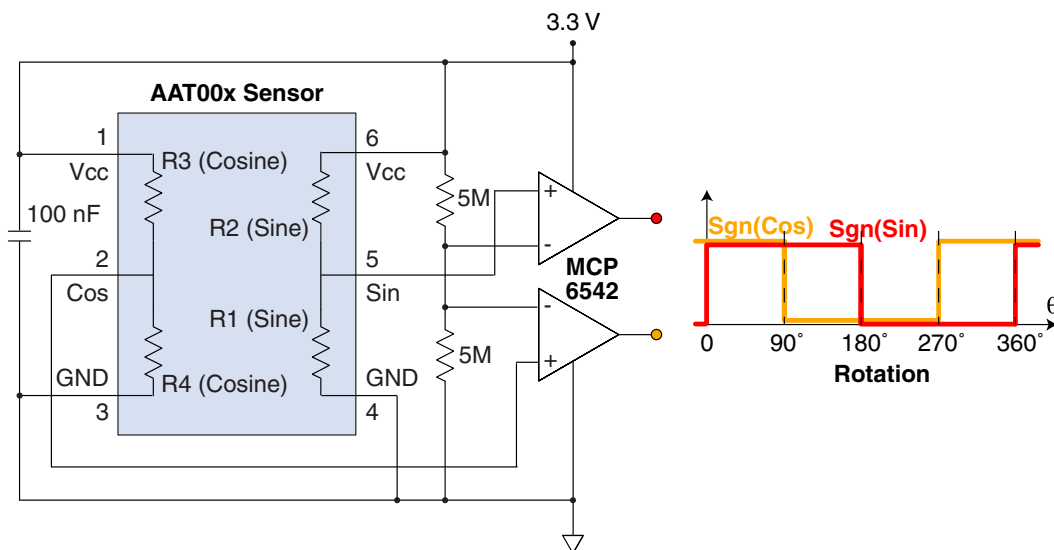 3.3 V
AAT00x Sensor
1
Vcc
R3 (Cosine)
6
Vcc
100 nF
R2 (Sine)
5M
+
-
2
Cos
5
Sin
MCP
6542
R1 (Sine)
-
+
5M
GND
3
R4 (Cosine)
GND
4
Sgn(Cos)
Sgn(Sin)
θ
0
90˚
180˚
270˚
360˚
Rotation